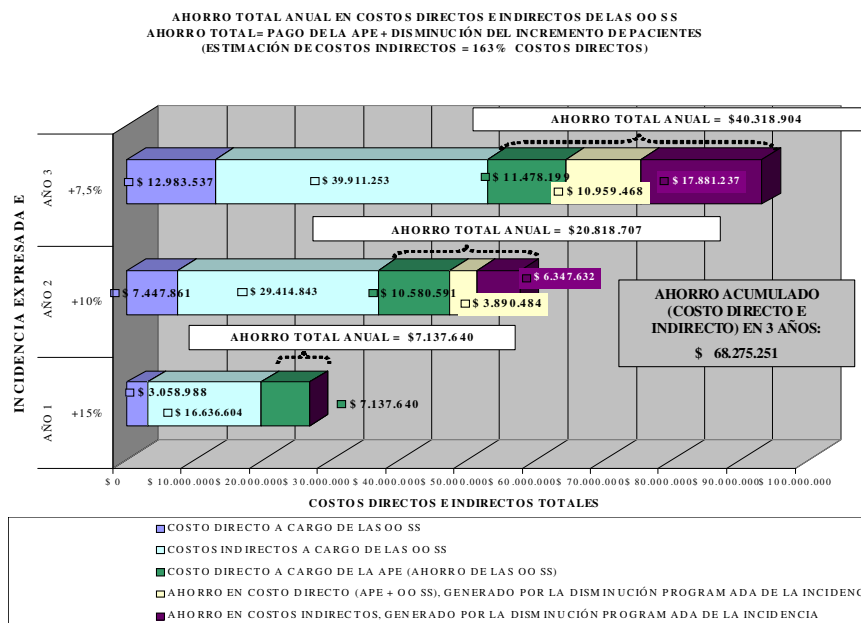 AHORRO TOTAL ANUAL EN COSTOS DIRECTOS E INDIRECTOS DE LAS OO SS
AHORRO TOTAL= PAGO DE LA APE + DISMINUCIÓN DEL INCREMENTO DE PACIENTES
(ESTIMACIÓN DE COSTOS INDIRECTOS = 163% COSTOS DIRECTOS)
AHORRO TOTAL ANUAL = $40.318.904
AÑO 3
+7,5%
$ 12.983.537
$ 39.911.253
$ 11.478.199
$ 10.959.468
$ 17.881.237
AHORRO TOTAL ANUAL = $20.818.707
AÑO 2
+10%
$ 7.447.861
$ 29.414.843
$ 10.580.591
$ 3.890.484
$ 6.347.632
AHORRO ACUMULADO
(COSTO DIRECTO E
INDIRECTO) EN 3 AÑOS:
$ 68.275.251
AHORRO TOTAL ANUAL = $7.137.640
AÑO 1
+15%
$ 3.058.988
$ 16.636.604
$ 7.137.640
INCIDENCIA EXPRESADA E
$ 0 $ 10.000.000 $ 20.000.000 $ 30.000.000 $ 40.000.000 $ 50.000.000 $ 60.000.000 $ 70.000.000 $ 80.000.000 $ 90.000.000 $ 100.000.000
COSTOS DIRECTOS E INDIRECTOS TOTALES
COSTO DIRECTO A CARGO DE LAS OO SS
COSTOS INDIRECTOS A CARGO DE LAS OO SS
COSTO DIRECTO A CARGO DE LA APE (AHORRO DE LAS OO SS)
AHORRO EN COSTO DIRECTO (APE + OO SS), GENERADO POR LA DISMINUCIÓN PROGRAMADA DE LA INCIDENC
AHORRO EN COSTOS INDIRECTOS, GENERADO POR LA DISMINUCIÓN PROGRAMADA DE LA INCIDENCIA